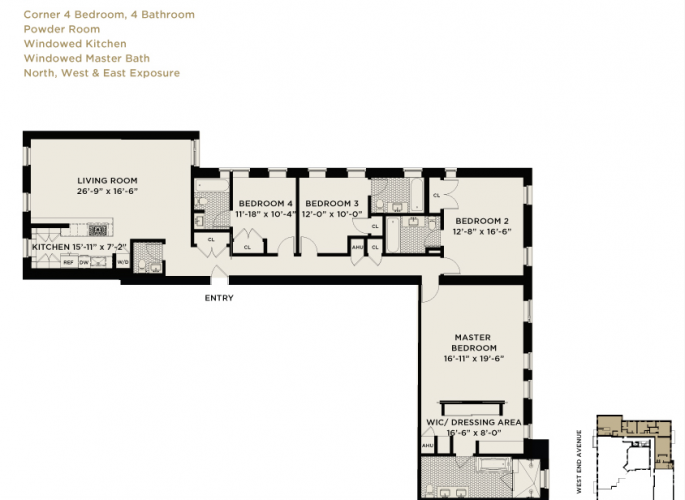 Corner 4 Bedroom, 4 Bathroom
Powder Room
Windowed Kitchen
Windowed Master Bath
North, West & East Exposure
LIVING ROOM
26'-9" x 16'-6"
KITCHEN 15'-11" x 7'-2"
REF
DW
W/D
CL
BEDROOM 4
11'-18" x 10'-4"
CL
BEDROOM 3
12'-0" x 10'-0"
CL
AHU
CL
CL
BEDROOM 2
12'-8" x 16'-6"
ENTRY
MASTER
BEDROOM
16'-11" x 19'-6"
WIC/ DRESSING AREA
16'-6" x 8'-0"
AHU
WEST END AVENUE